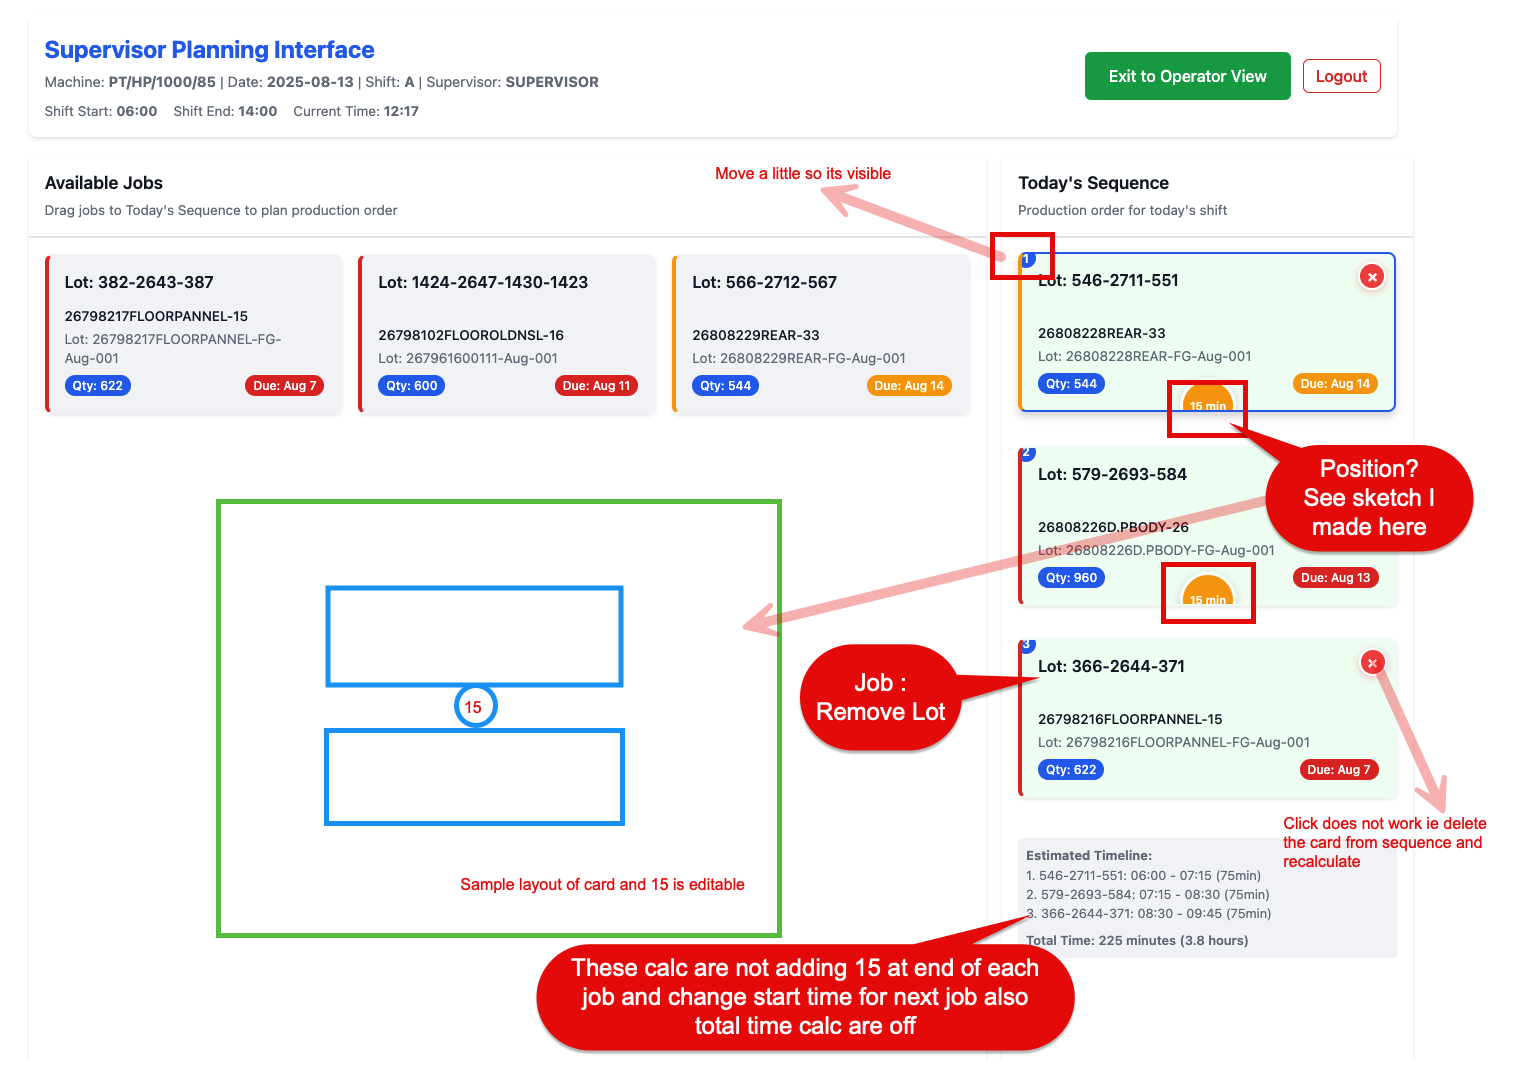 Supervisor Planning Interface
Machine: PT/HP/1000/85 | Date: 2025-08-13 | Shift: A | Supervisor: SUPERVISOR
Shift Start: 06:00 Shift End: 14:00 Current Time: 12:17
Exit to Operator View
Logout
Available Jobs
Drag jobs to Today's Sequence to plan production order
Move a little so its visible
Today's Sequence
Production order for today's shift
Lot: 382-2643-387
26798217FLOORPANNEL-15
Lot: 26798217FLOORPANNEL-FG-
Aug-001
Qty: 622
Due: Aug 7
Lot: 1424-2647-1430-1423
26798102FLOOROLDNSL-16
Lot: 267961600111-Aug-001
Qty: 600
Due: Aug 11
Lot: 566-2712-567
26808229REAR-33
Lot: 26808229REAR-FG-Aug-001
Qty: 544
Due: Aug 14
1
Lot: 546-2711-551
×
26808228REAR-33
Lot: 26808228REAR-FG-Aug-001
Qty: 544
Due: Aug 14
15 min
Position?
See sketch I
made here
2
Lot: 579-2693-584
26808226D.PBODY-26
Lot: 26808226D.PBODY-FG-Aug-001
Qty: 960
Due: Aug 13
15 min
15
Sample layout of card and 15 is editable
Job :
Remove Lot
3
Lot: 366-2644-371
×
26798216FLOORPANNEL-15
Lot: 26798216FLOORPANNEL-FG-Aug-001
Qty: 622
Due: Aug 7
Click does not work ie delete
the card from sequence and
recalculate
Estimated Timeline:
1. 546-2711-551: 06:00 - 07:15 (75min)
2. 579-2693-584: 07:15 - 08:30 (75min)
3. 366-2644-371: 08:30 - 09:45 (75min)
Total Time: 225 minutes (3.8 hours)
These calc are not adding 15 at end of each
job and change start time for next job also
total time calc are off